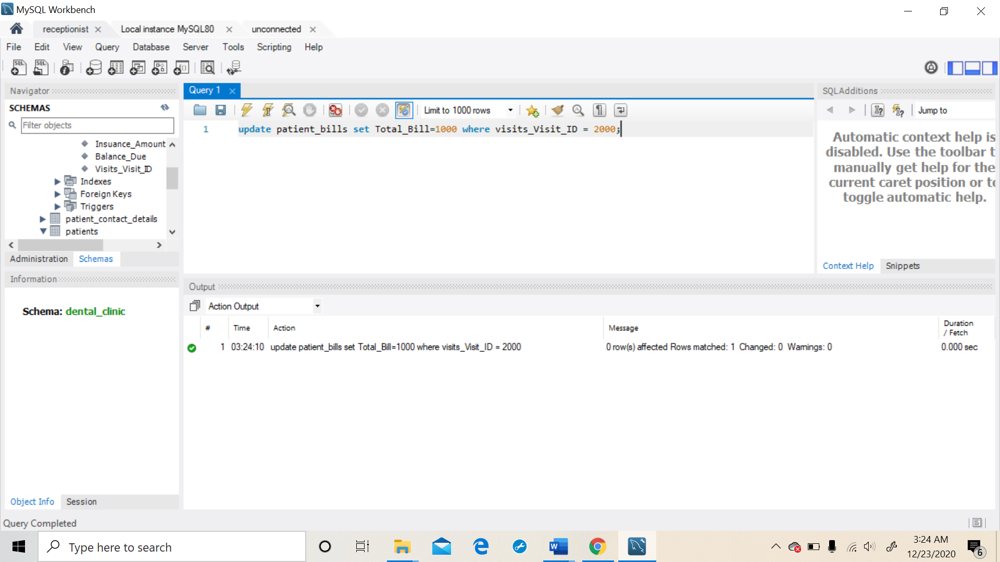 MySQL Workbench
receptionist
Local instance MySQL80
unconnected
File Edit View Query Database Server Tools Scripting Help
Navigator
SCHEMAS
Filter objects
Insuance_Amount
Balance_Due
Visits_Visit_ID
Indexes
Foreign Keys
Triggers
patient_contact_details
patients
Administration Schemas
Information
Schema: dental_clinic
Object Info Session
Query 1
Limit to 1000 rows
1 update patient_bills set Total_Bill=1000 where visits_Visit_ID = 2000;
SQLAdditions
Jump to
Automatic context help is
disabled. Use the toolbar t
manually get help for the
current caret position or to
toggle automatic help.
Context Help Snippets
Output
Action Output
# Time Action Message Duration / Fetch
1 03:24:10 update patient_bills set Total_Bill=1000 where visits_Visit_ID = 2000 0 row(s) affected Rows matched: 1 Changed: 0 Warnings: 0 0.000 sec
Query Completed
Type here to search
3:24 AM
12/23/2020
6